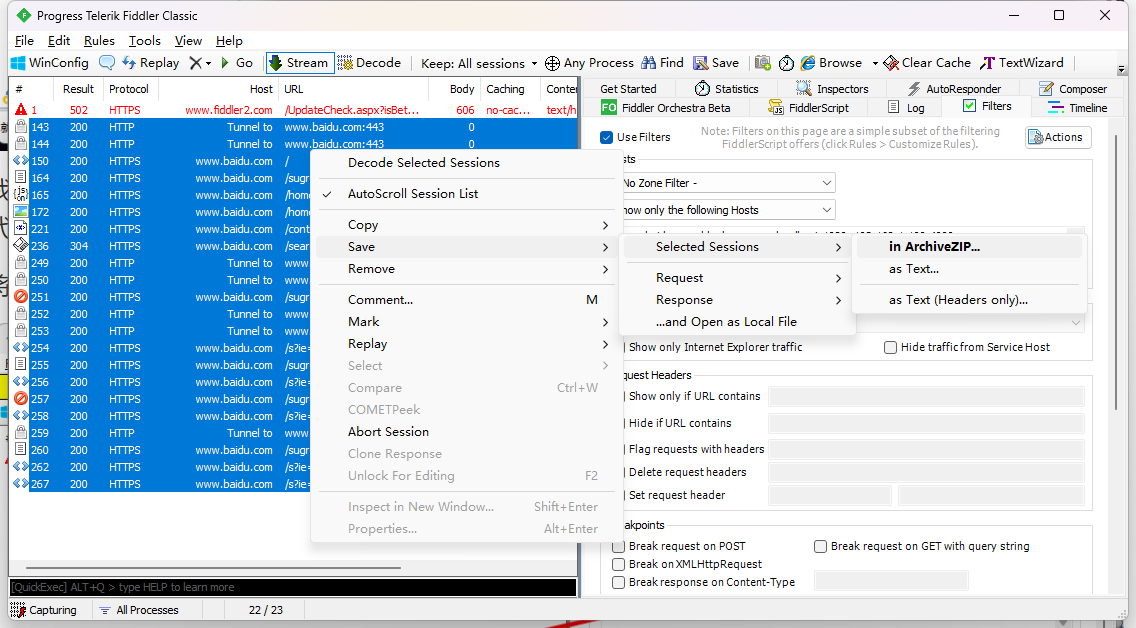 Progress Telerik Fiddler Classic
File Edit Rules Tools View Help
WinConfig Replay Go Stream Decode Keep: All sessions Any Process Find Save Browse Clear Cache TextWizard
# Result Protocol Host URL Body Caching Conter
1 502 HTTPS www.fiddler2.com /UpdateCheck.aspx?isBet... 606 no-cac... text/h
143 200 HTTP Tunnel to www.baidu.com:443 0
144 200 HTTP Tunnel to www.baidu.com:443 0
150 200 HTTPS www.baidu.com /
164 200 HTTPS www.baidu.com /sugr
165 200 HTTPS www.baidu.com /home
172 200 HTTPS www.baidu.com /home
221 200 HTTPS www.baidu.com /cont
236 304 HTTPS www.baidu.com /sear
249 200 HTTP Tunnel to www.
250 200 HTTP Tunnel to www.
251 200 HTTPS www.baidu.com /sugr
252 200 HTTP Tunnel to www.
253 200 HTTP Tunnel to www.
254 200 HTTPS www.baidu.com /s?ie=
255 200 HTTPS www.baidu.com /sugr
256 200 HTTPS www.baidu.com /s?ie=
257 200 HTTPS www.baidu.com /sugr
258 200 HTTPS www.baidu.com /s?ie=
259 200 HTTP Tunnel to www.
260 200 HTTPS www.baidu.com /sugr
262 200 HTTPS www.baidu.com /s?ie=
267 200 HTTPS www.baidu.com /s?ie=
Decode Selected Sessions
AutoScroll Session List
Copy
Save
Remove
Comment... M
Mark
Replay
Select
Compare Ctrl+W
COMETPeek
Abort Session
Clone Response
Unlock For Editing F2
Inspect in New Window... Shift+Enter
Properties... Alt+Enter
Selected Sessions
Request
Response
...and Open as Local File
in ArchiveZIP...
as Text...
as Text (Headers only)...
Get Started Statistics Inspectors AutoResponder Composer
FO Fiddler Orchestra Beta FiddlerScript Log Filters Timeline
Use Filters
Note: Filters on this page are a simple subset of the filtering
FiddlerScript offers (click Rules > Customize Rules).
Actions
sts
No Zone Filter -
how only the following Hosts
Show only Internet Explorer traffic Hide traffic from Service Host
quest Headers
Show only if URL contains
Hide if URL contains
Flag requests with headers
Delete request headers
Set request header
akpoints
Break request on POST Break request on GET with query string
Break on XMLHttpRequest
Break response on Content-Type
[QuickExec] ALT+Q > type HELP to learn more
Capturing All Processes 22 / 23